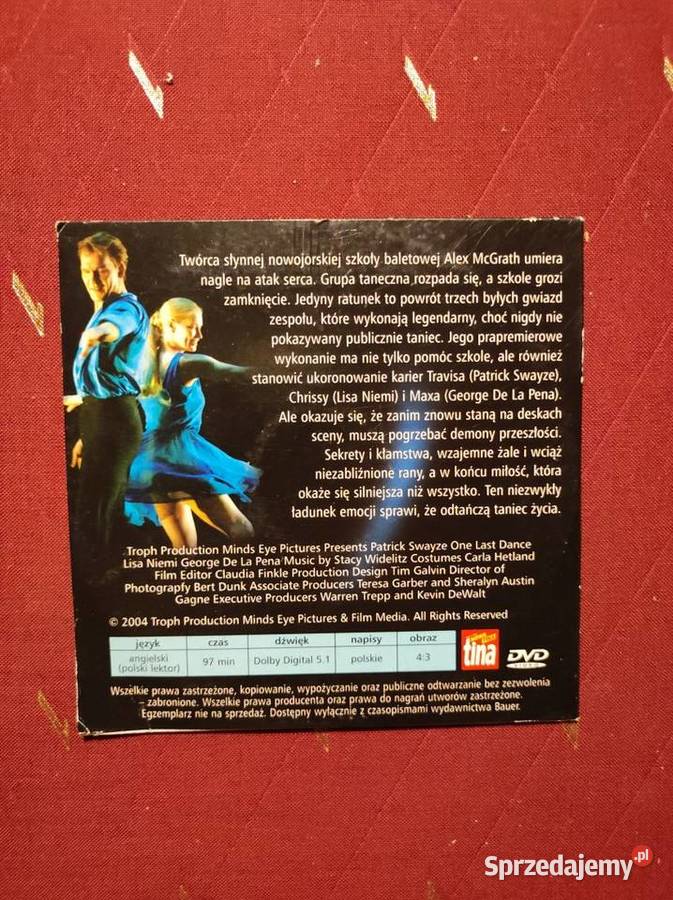 Twórca słynnej nowojorskiej szkoły baletowej Alex McGrath umiera
nagle na atak serca. Grupa taneczna rozpada się, a szkole grozi
zamknięcie. Jedyny ratunek to powrót trzech byłych gwiazd
zespołu, które wykonają legendarny, choć nigdy nie
pokazywany publicznie taniec. Jego prapremierowe
wykonanie ma nie tylko pomóc szkole, ale również
stanowić ukoronowanie karier Travisa (Patrick Swayze),
Chrissy (Lisa Niemi) i Maxa (George De La Pena).
Ale okazuje się, że zanim znowu staną na deskach
sceny, muszą pogrzebać demony przeszłości.
Sekrety i kłamstwa, wzajemne żale i wciąż
niezabliźnione rany, a w końcu miłość, która
okaże się silniejsza niż wszystko. Ten niezwykły
ładunek emocji sprawi, że odtańczą taniec życia.
Troph Production Minds Eye Pictures Presents Patrick Swayze One Last Dance
Lisa Niemi George De La Pena Music by Stacy Widelitz Costumes Carla Hetland
Film Editor Claudia Finkle Production Design Tim Galvin Director of
Photograpfy Bert Dunk Associate Producers Teresa Garber and Sheralyn Austin
Gagne Executive Producers Warren Trepp and Kevin DeWalt
© 2004 Troph Production Minds Eye Pictures & Film Media. All Rights Reserved
język czas dźwięk napisy obraz
angielski (polski lektor) 97 min Dolby Digital 5.1 polskie 4:3
tina
DVD
VIDEO
Wszelkie prawa zastrzeżone, kopiowanie, wypożyczanie oraz publiczne odtwarzanie bez zezwolenia
– zabronione. Wszelkie prawa producenta oraz prawa do nagrań utworów zastrzeżone.
Egzemplarz nie na sprzedaż. Dostępny wyłącznie z czasopismami wydawnictwa Bauer.
Sprzedajemy.pl